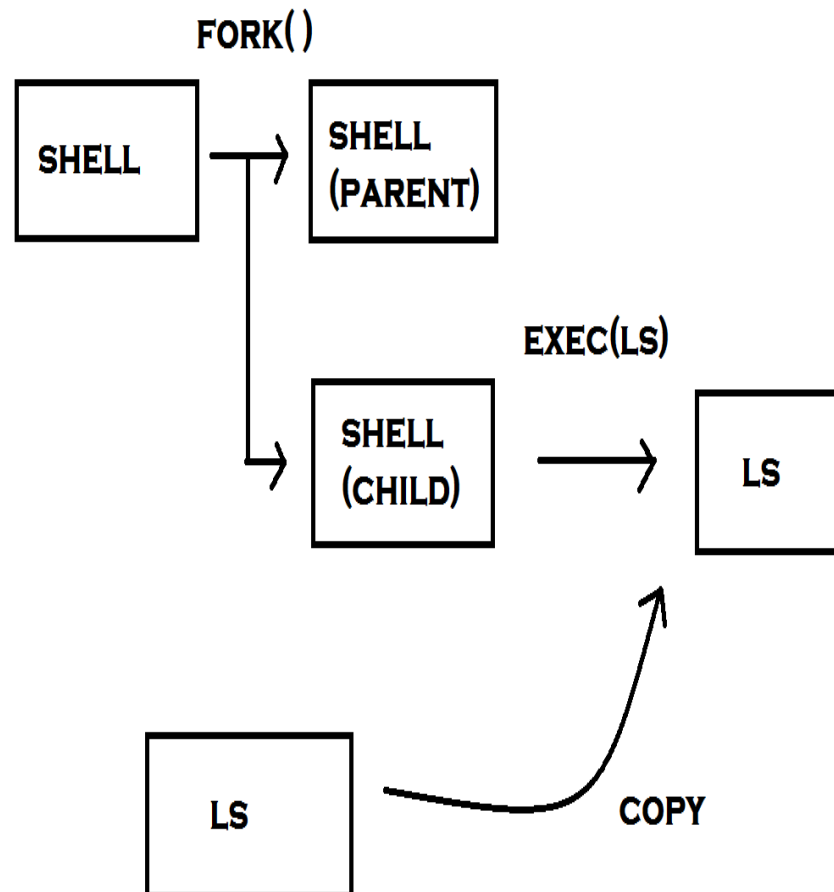 FORK( )
SHELL
SHELL
(PARENT)
EXEC(LS)
SHELL
(CHILD)
LS
LS
COPY